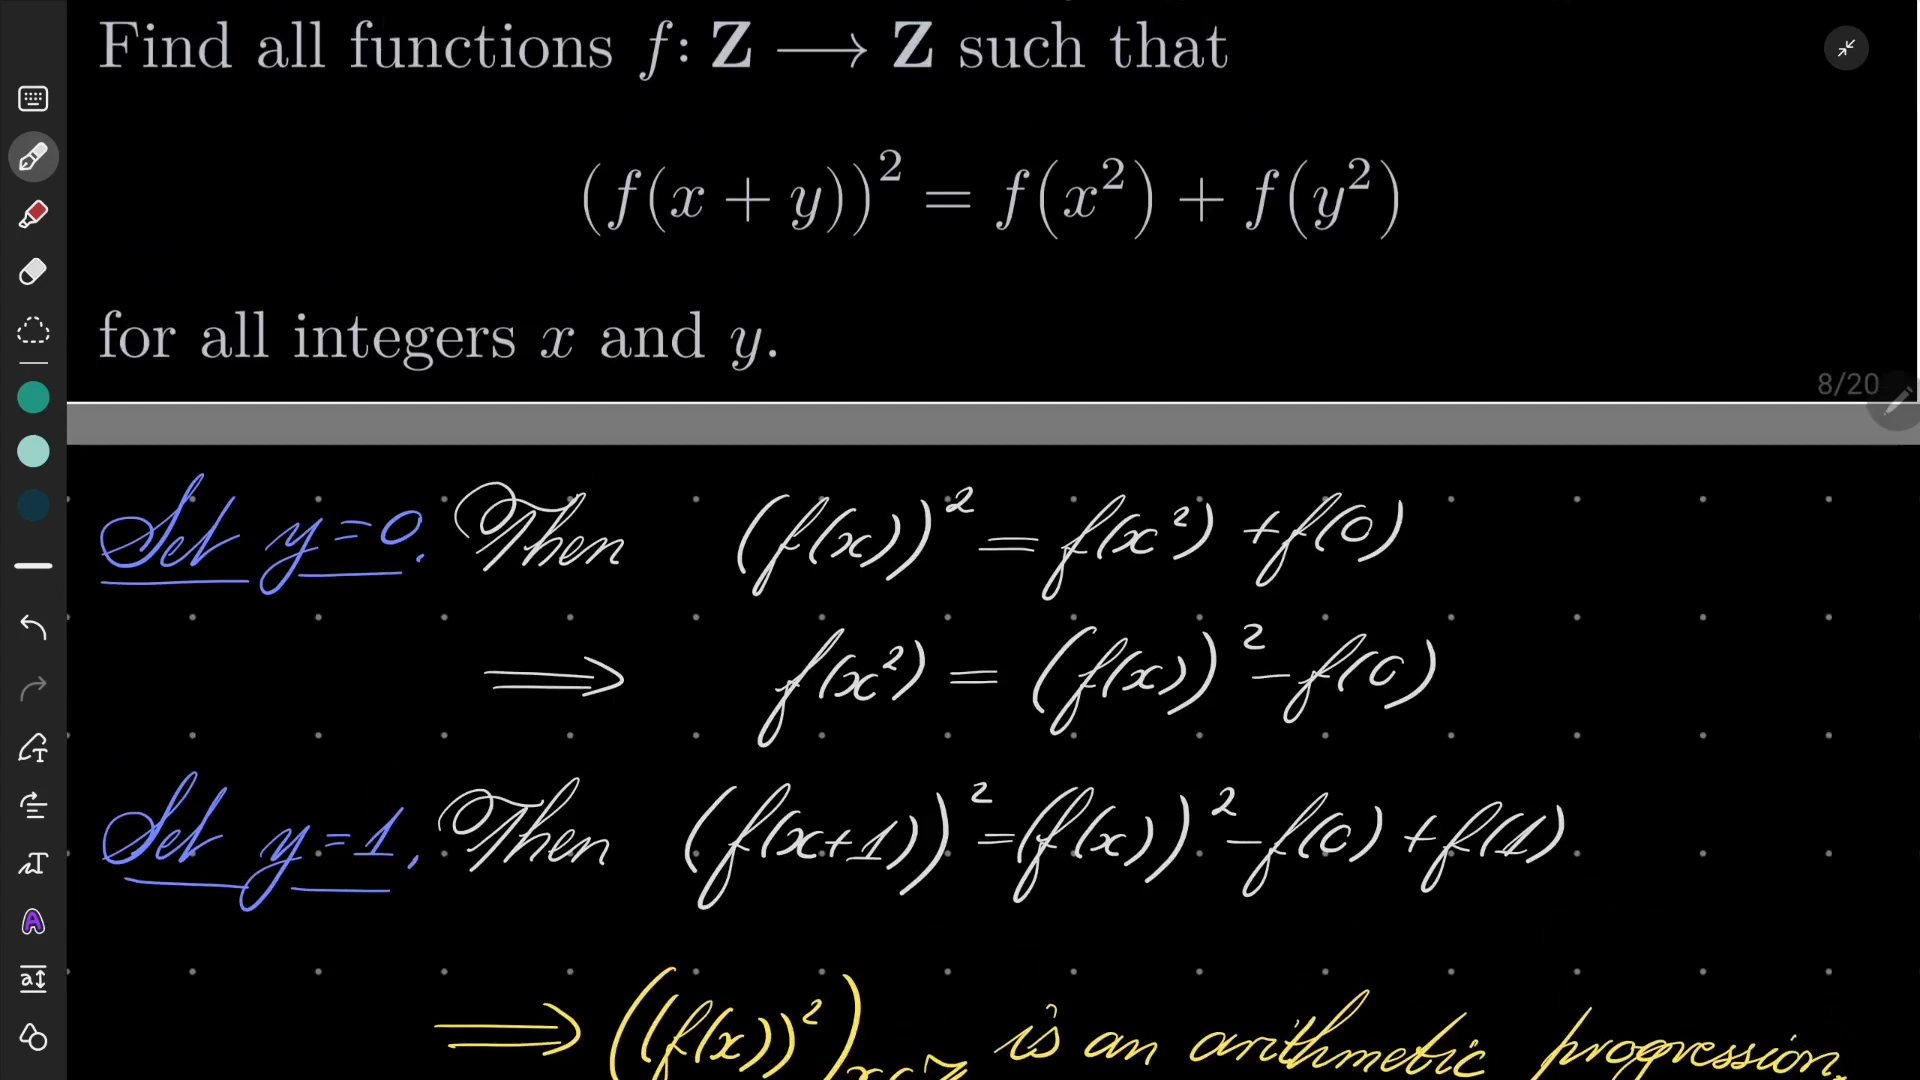 Find all functions f: Z ⟶ Z such that
(f(x + y))² = f(x²) + f(y²)
for all integers x and y.
8/20
Set y=0. Then (f(x))² = f(x²) + f(0)
⟹ f(x²) = (f(x))² - f(0)
Set y=1, Then (f(x+1))² = (f(x))² - f(0) + f(1)
⟹ ((f(x))²)x∈Z is an arithmetic progression.